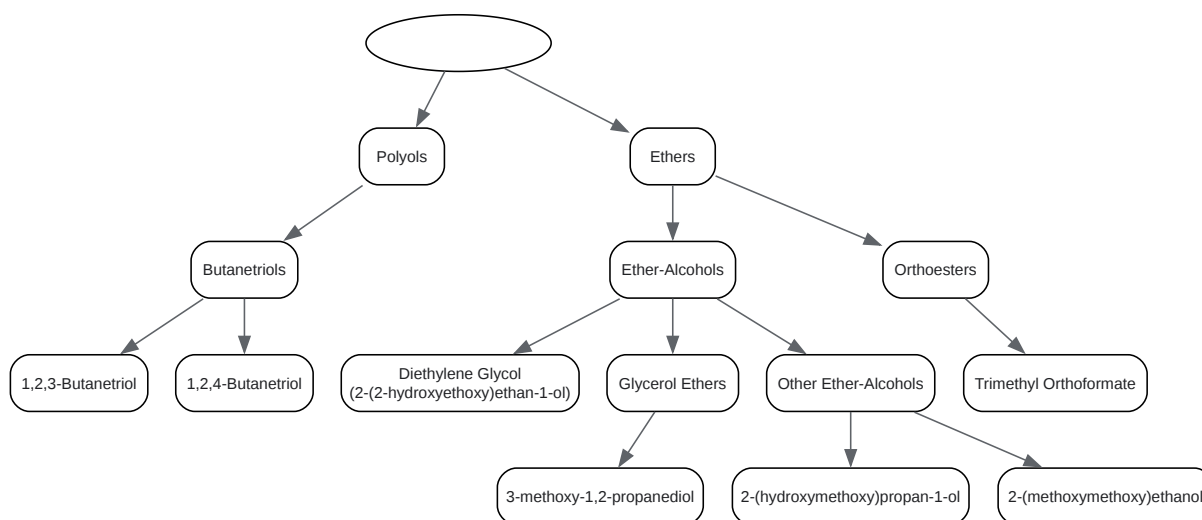 Polyols
Ethers
Butanetriols
Ether-Alcohols
Orthoesters
1,2,3-Butanetriol
1,2,4-Butanetriol
Diethylene Glycol
(2-(2-hydroxyethoxy)ethan-1-ol)
Glycerol Ethers
Other Ether-Alcohols
Trimethyl Orthoformate
3-methoxy-1,2-propanediol
2-(hydroxymethoxy)propan-1-ol
2-(methoxymethoxy)ethanol